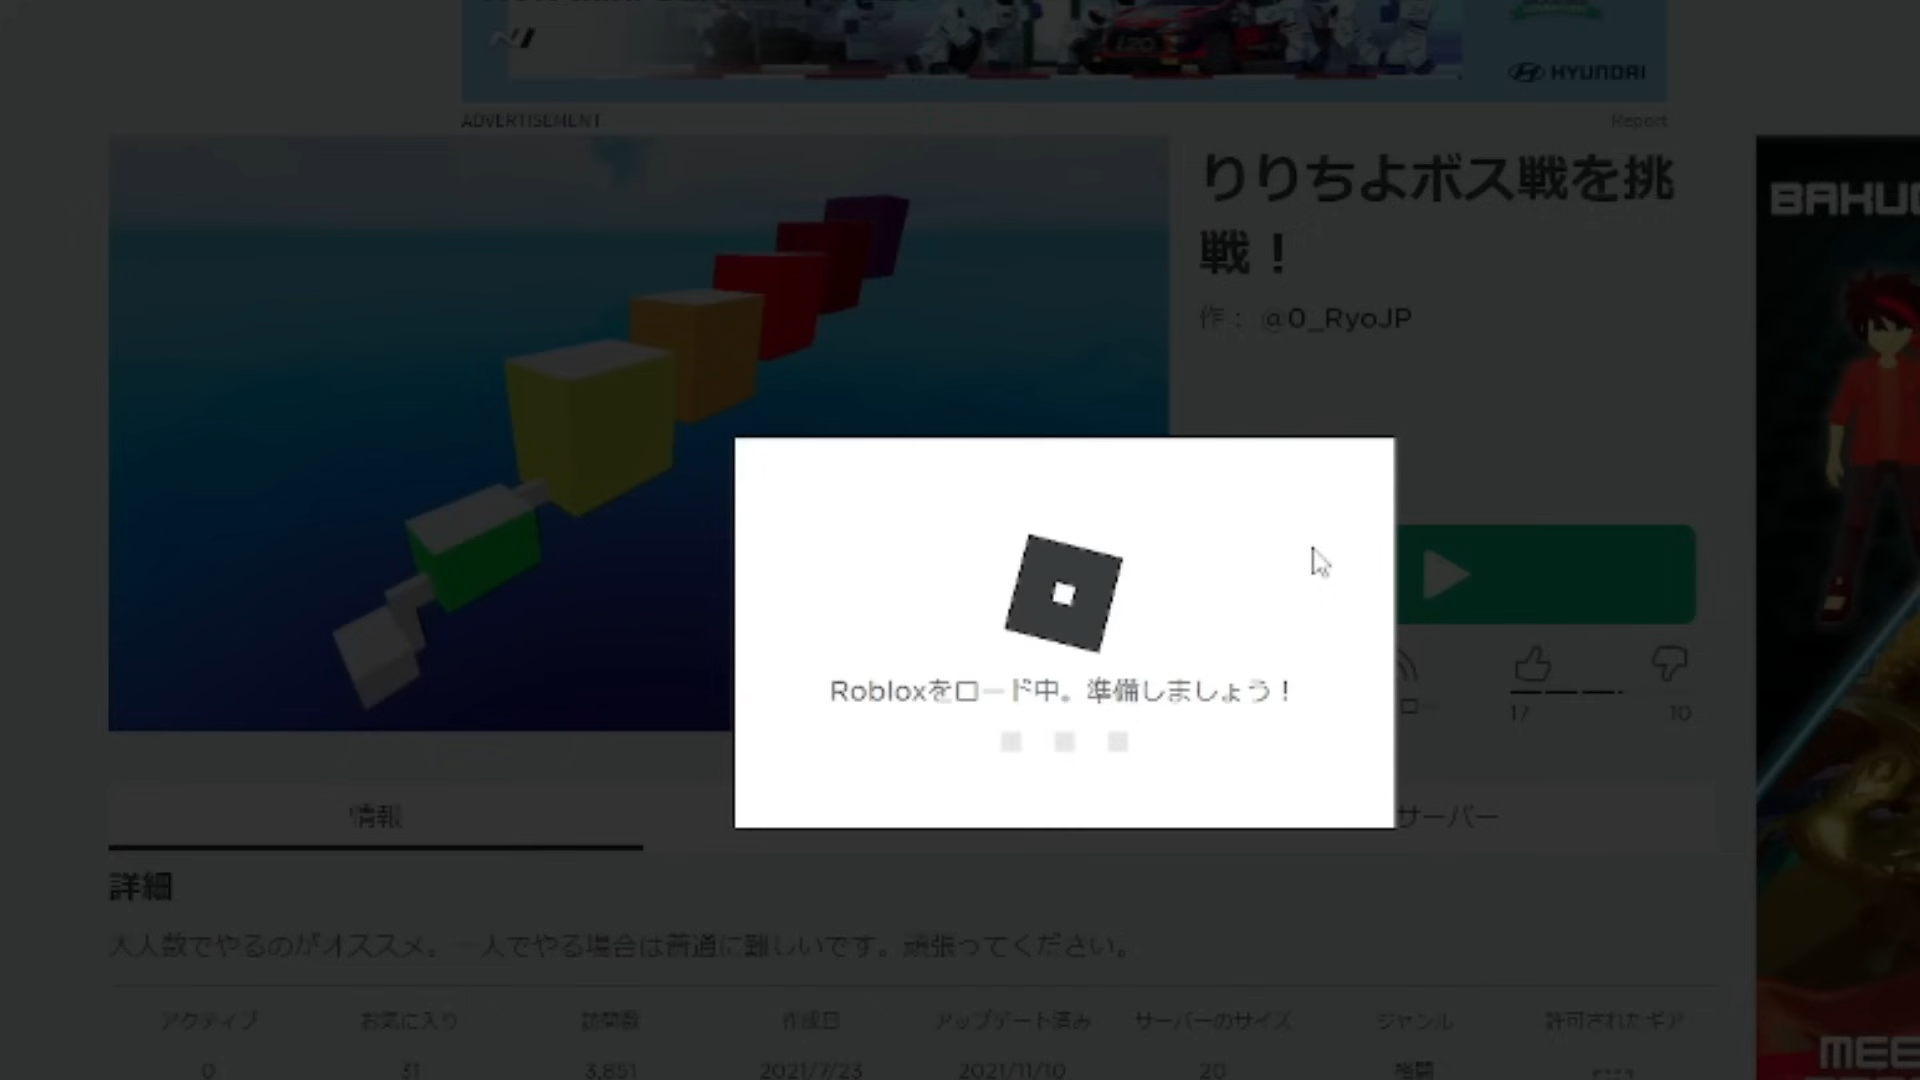 HYUNDAI
ADVERTISEMENT
Report
りりちよボス戦を挑
戦！
作： @0_RyoJP
BAKUG
Robloxをロード中。準備しましょう！
ロー
17
10
情報
サーバー
詳細
大人数でやるのがオススメ。一人でやる場合は普通に難しいです。頑張ってください。
アクティブ お気に入り 訪問数 作成日 アップデート済み サーバーのサイズ ジャンル 許可されたギア
0 31 3,851 2021/7/23 2021/11/10 20 格闘
MEE